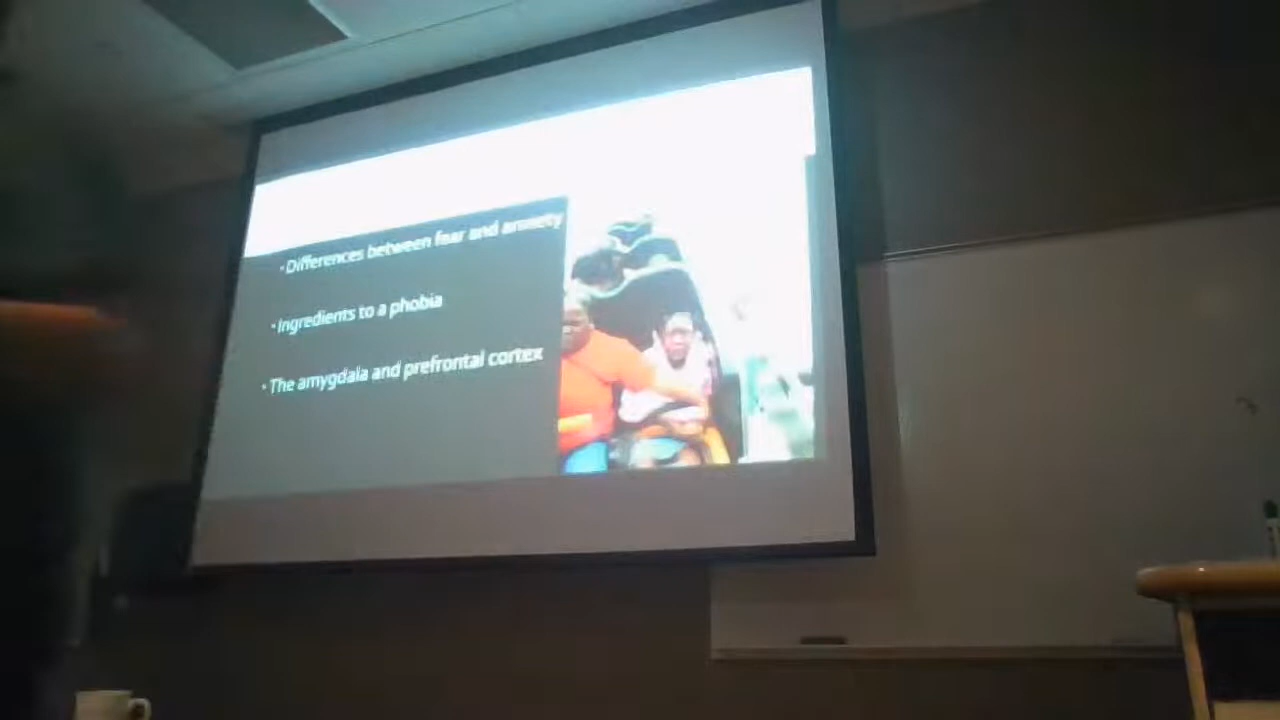 · Differences between fear and anxiety
· Ingredients to a phobia
· The amygdala and prefrontal cortex